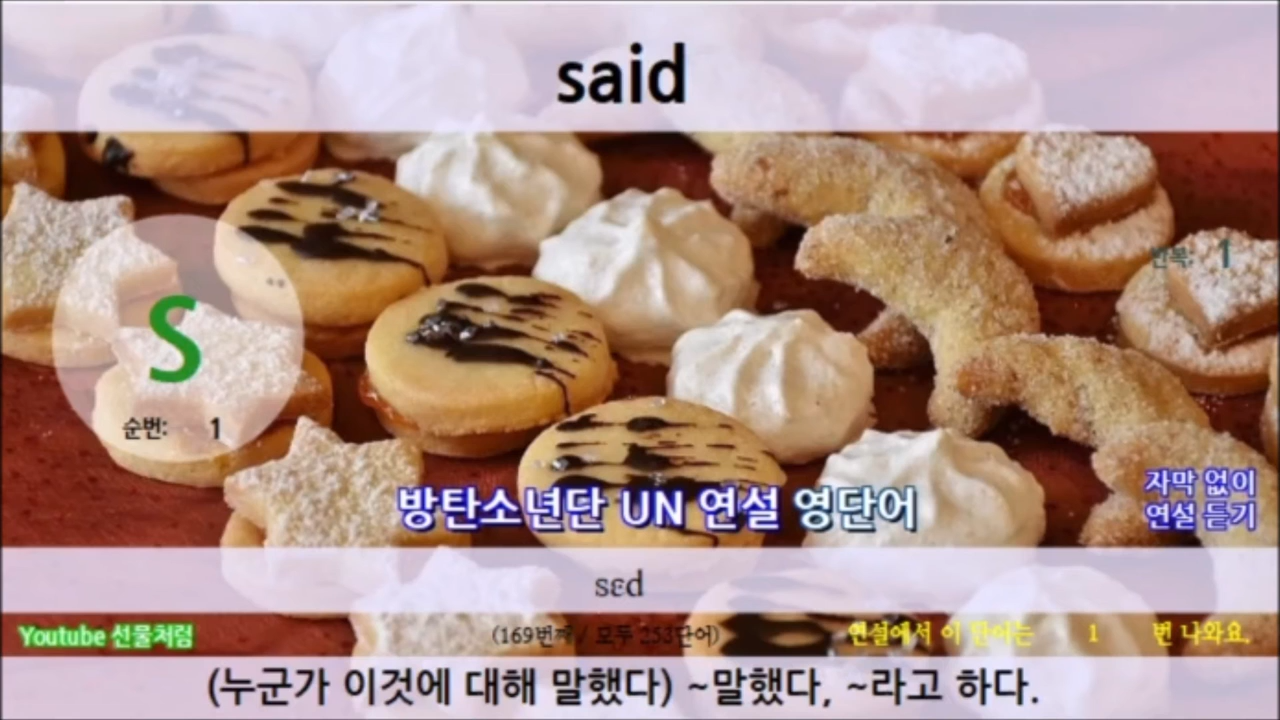 said
반복: 1
S
순번: 1
자막 없이
연설 듣기
방탄소년단 UN 연설 영단어
sɛd
Youtube 선물처럼 (169번째 / 모두 253단어) 연설에서 이 단어는 1 번 나와요.
(누군가 이것에 대해 말했다) ~말했다, ~라고 하다.